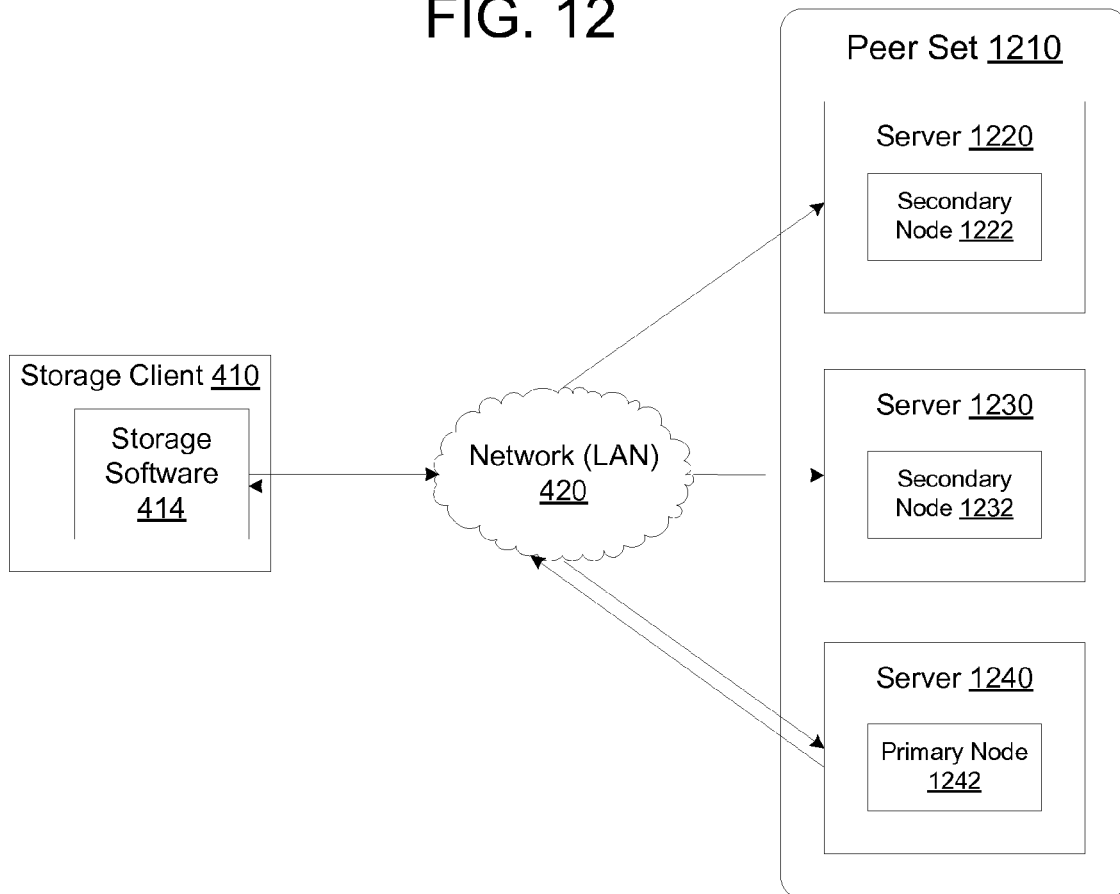 FIG. 12
Peer Set 1210
Server 1220
Secondary
Node 1222
Storage Client 410
Storage
Software
414
Network (LAN)
420
Server 1230
Secondary
Node 1232
Server 1240
Primary Node
1242